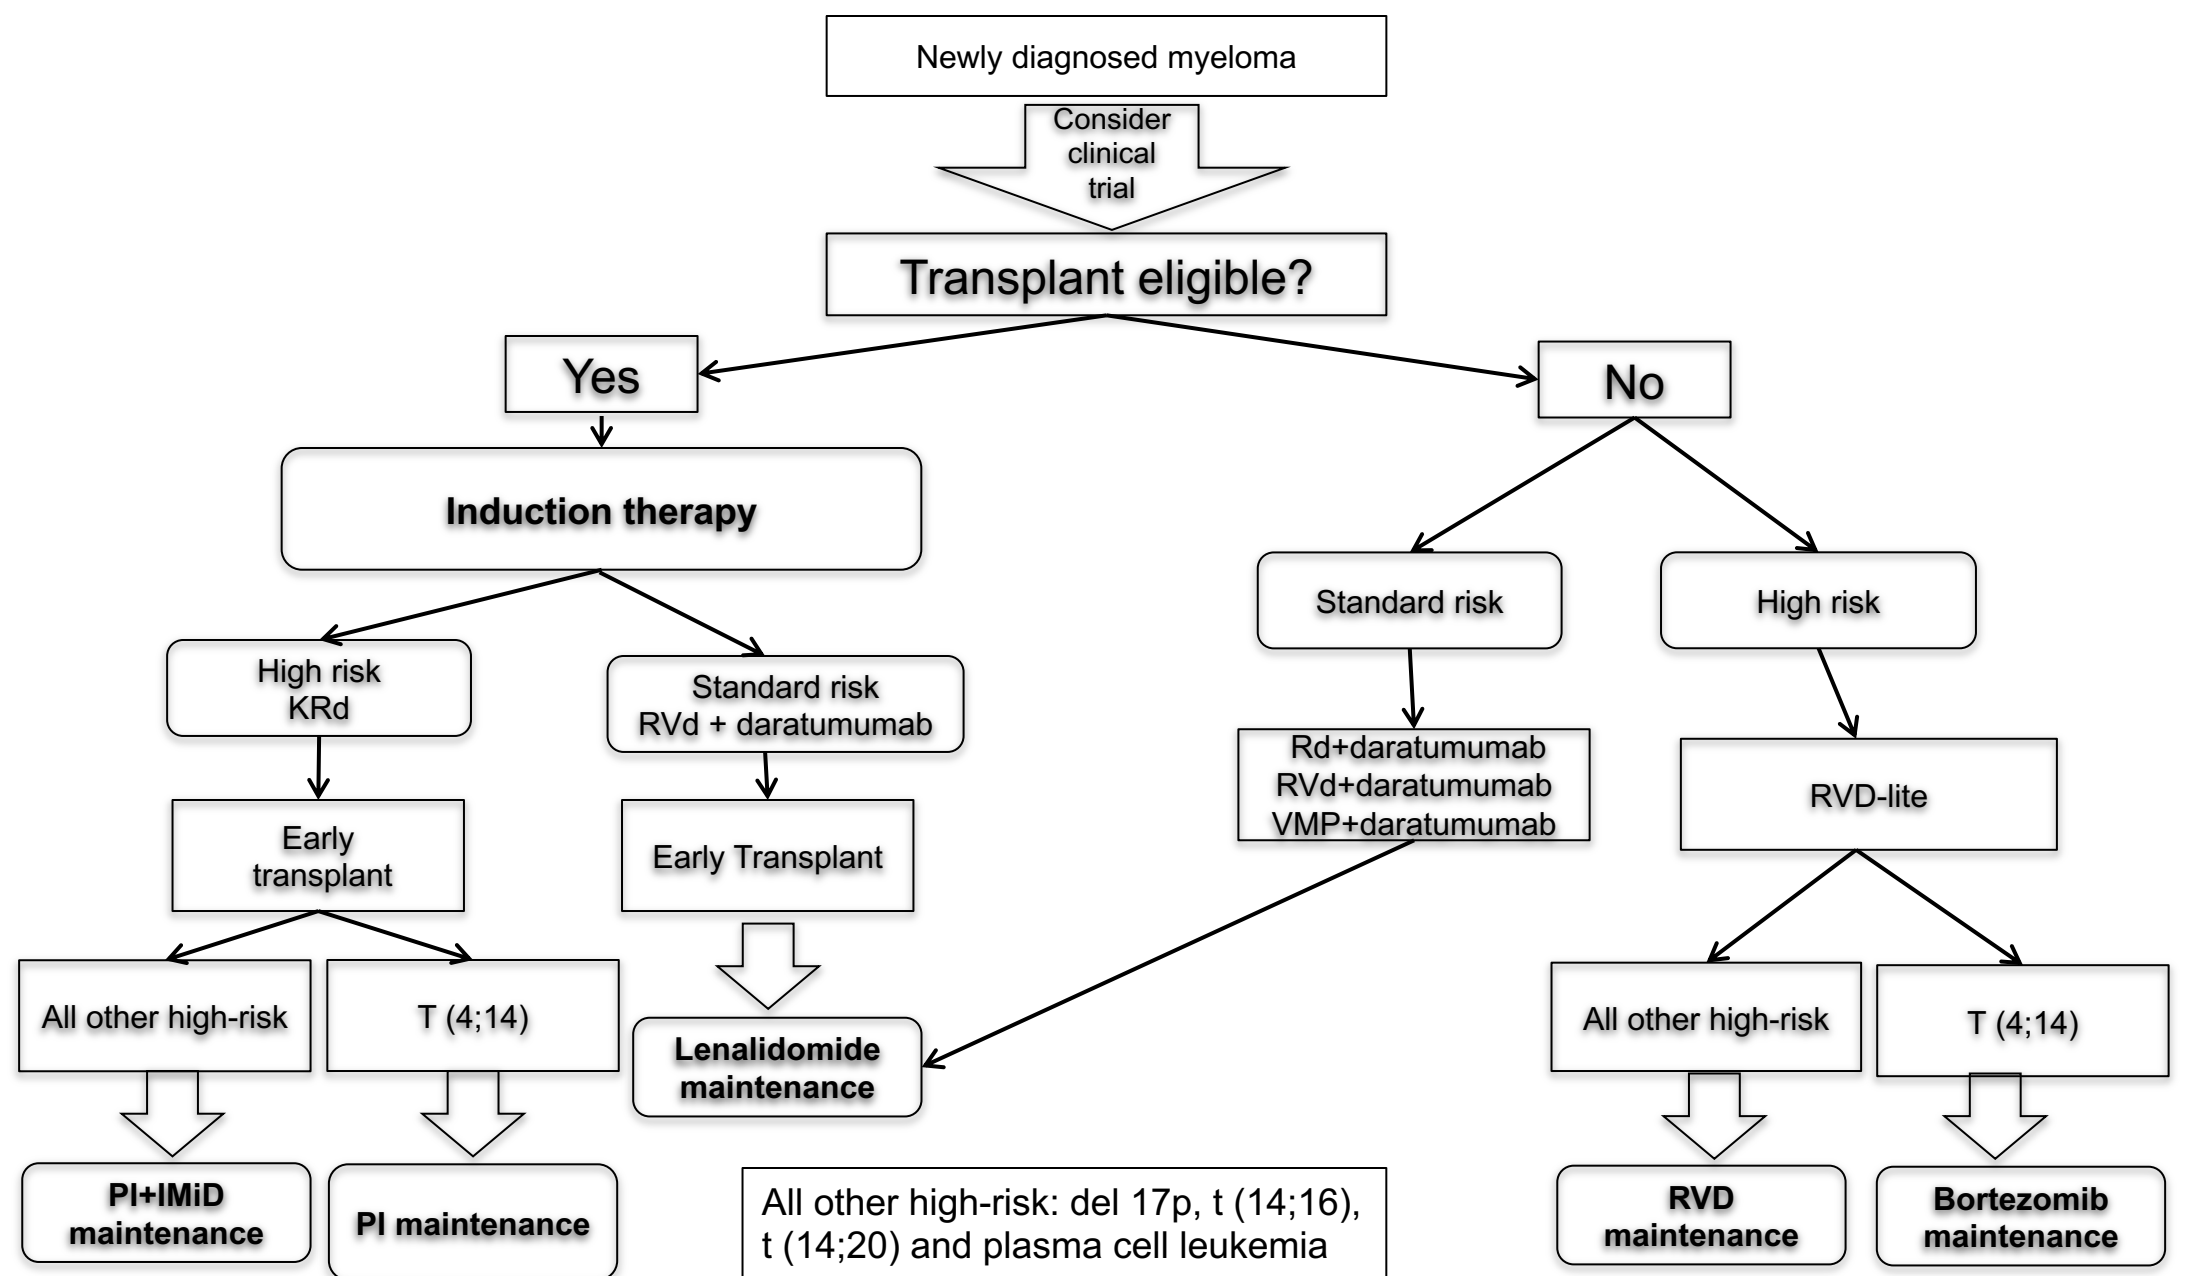 Newly diagnosed myeloma
Consider
clinical
trial
Transplant eligible?
Yes
No
Induction therapy
Standard risk
High risk
High risk
KRd
Standard risk
RVd + daratumumab
Rd+daratumumab
RVd+daratumumab
VMP+daratumumab
RVD-lite
Early
transplant
Early Transplant
All other high-risk
T (4;14)
Lenalidomide
maintenance
All other high-risk
T (4;14)
PI+IMiD
maintenance
PI maintenance
All other high-risk: del 17p, t (14;16),
t (14;20) and plasma cell leukemia
RVD
maintenance
Bortezomib
maintenance